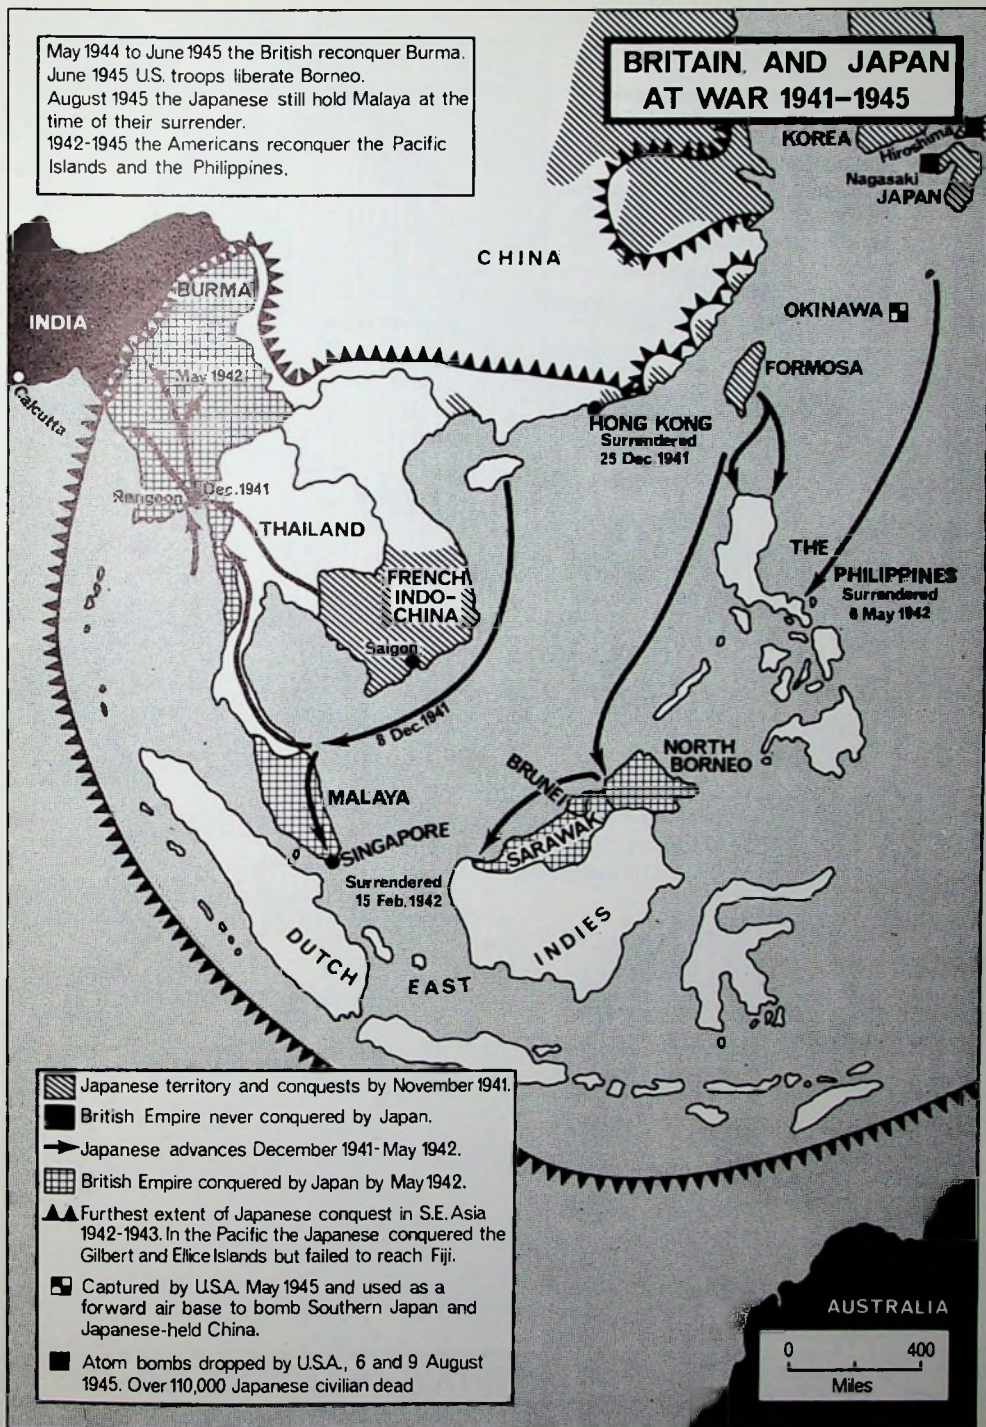 May 1944 to June 1945 the British reconquer Burma.
June 1945 U.S. troops liberate Borneo.
August 1945 the Japanese still hold Malaya at the
time of their surrender.
1942-1945 the Americans reconquer the Pacific
Islands and the Philippines.
BRITAIN AND JAPAN
AT WAR 1941-1945
KOREA
Hiroshima
Nagasaki
JAPAN
CHINA
BURMA
INDIA
OKINAWA
May 1942
FORMOSA
Calcutta
HONG KONG
Surrendered
25 Dec. 1941
Rangoon
Dec. 1941
THAILAND
THE
PHILIPPINES
Surrendered
6 May 1942
FRENCH
INDO-
CHINA
Saigon
8 Dec. 1941
NORTH
BORNEO
BRUNEI
MALAYA
SARAWAK
SINGAPORE
Surrendered
15 Feb. 1942
DUTCH
EAST
INDIES
Japanese territory and conquests by November 1941.
British Empire never conquered by Japan.
Japanese advances December 1941-May 1942.
British Empire conquered by Japan by May 1942.
Furthest extent of Japanese conquest in S.E. Asia
1942-1943. In the Pacific the Japanese conquered the
Gilbert and Ellice Islands but failed to reach Fiji.
Captured by U.S.A. May 1945 and used as a
forward air base to bomb Southern Japan and
Japanese-held China.
Atom bombs dropped by U.S.A., 6 and 9 August
1945. Over 110,000 Japanese civilian dead
AUSTRALIA
0 400
Miles